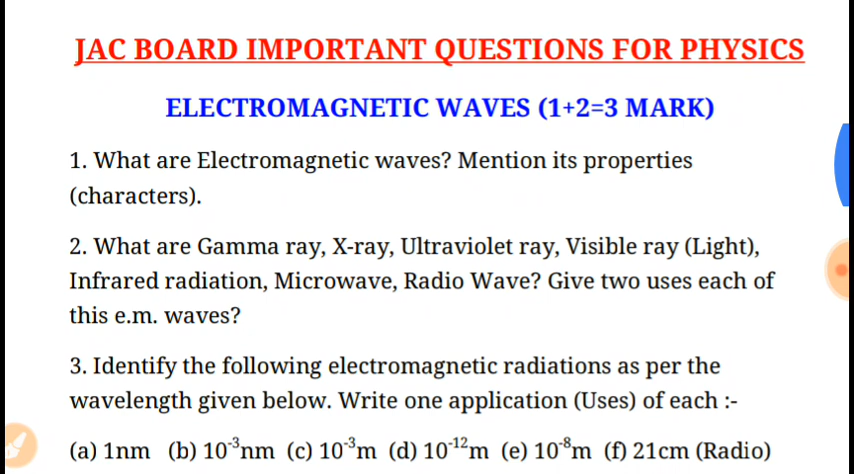 JAC BOARD IMPORTANT QUESTIONS FOR PHYSICS
ELECTROMAGNETIC WAVES (1+2=3 MARK)
1. What are Electromagnetic waves? Mention its properties
(characters).
2. What are Gamma ray, X-ray, Ultraviolet ray, Visible ray (Light),
Infrared radiation, Microwave, Radio Wave? Give two uses each of
this e.m. waves?
3. Identify the following electromagnetic radiations as per the
wavelength given below. Write one application (Uses) of each :-
(a) 1nm (b) 10⁻³nm (c) 10⁻³m (d) 10⁻¹²m (e) 10⁻⁸m (f) 21cm (Radio)